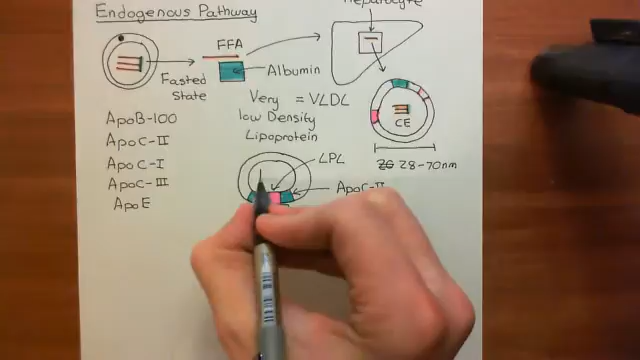 Endogenous Pathway
Hepatocyte
FFA
Albumin
Fasted
State
Very = VLDL
low Density
Lipoprotein
CE
28-70nm
ApoB-100
ApoC-II
ApoC-I
ApoC-III
ApoE
LPL
ApoC-II